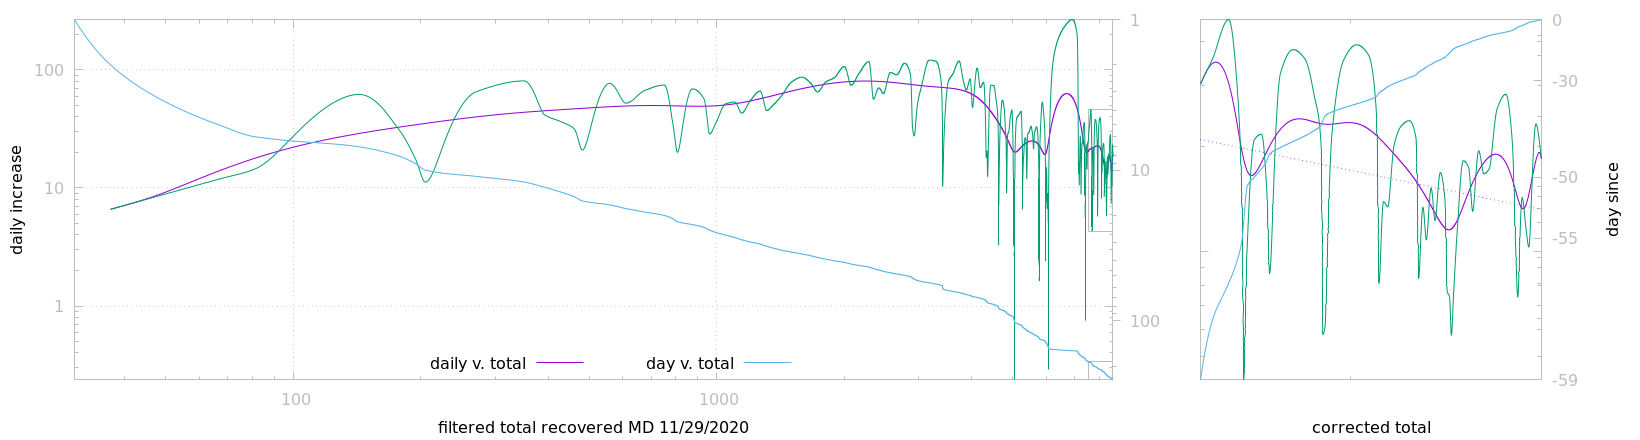 daily increase
100
10
1
100
1000
filtered total recovered MD 11/29/2020
daily v. total
day v. total
1
10
100
0
-30
-50
-55
-59
day since
corrected total